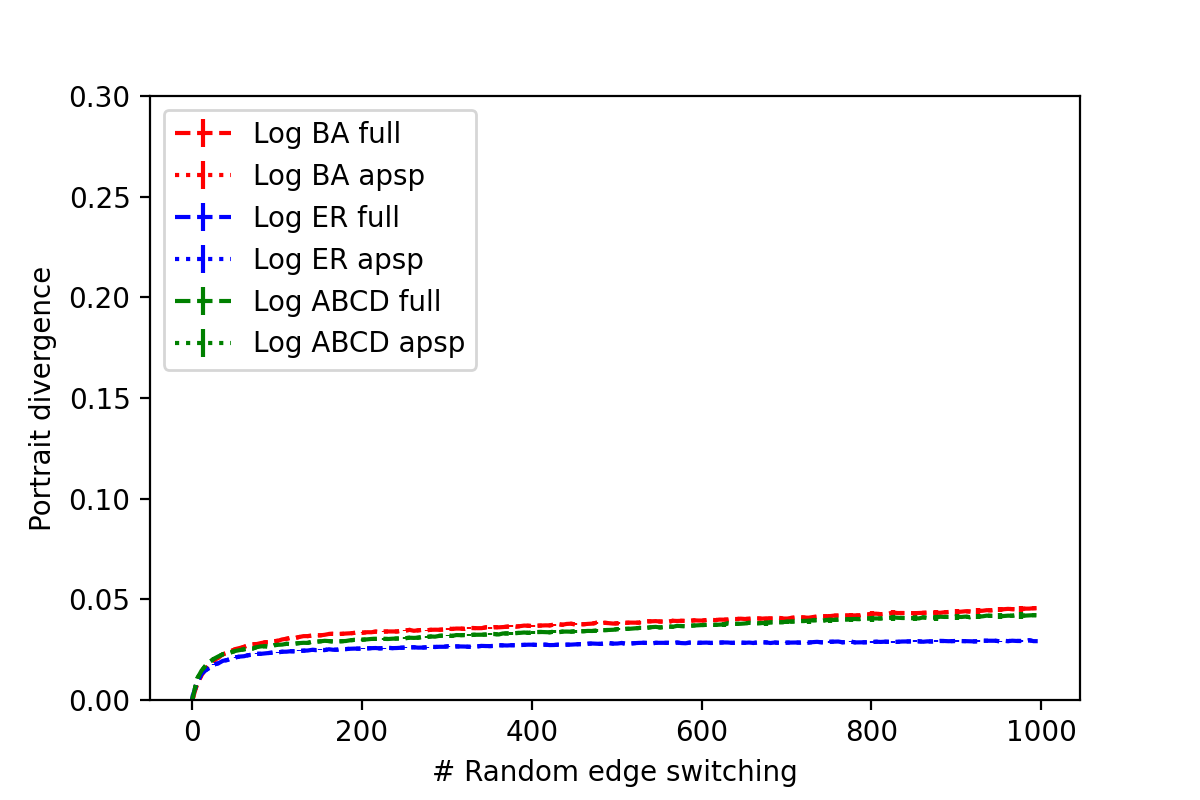 0.30
0.25
0.20
0.15
0.10
0.05
0.00
Portrait divergence
Log BA full
Log BA apsp
Log ER full
Log ER apsp
Log ABCD full
Log ABCD apsp
0 200 400 600 800 1000
# Random edge switching